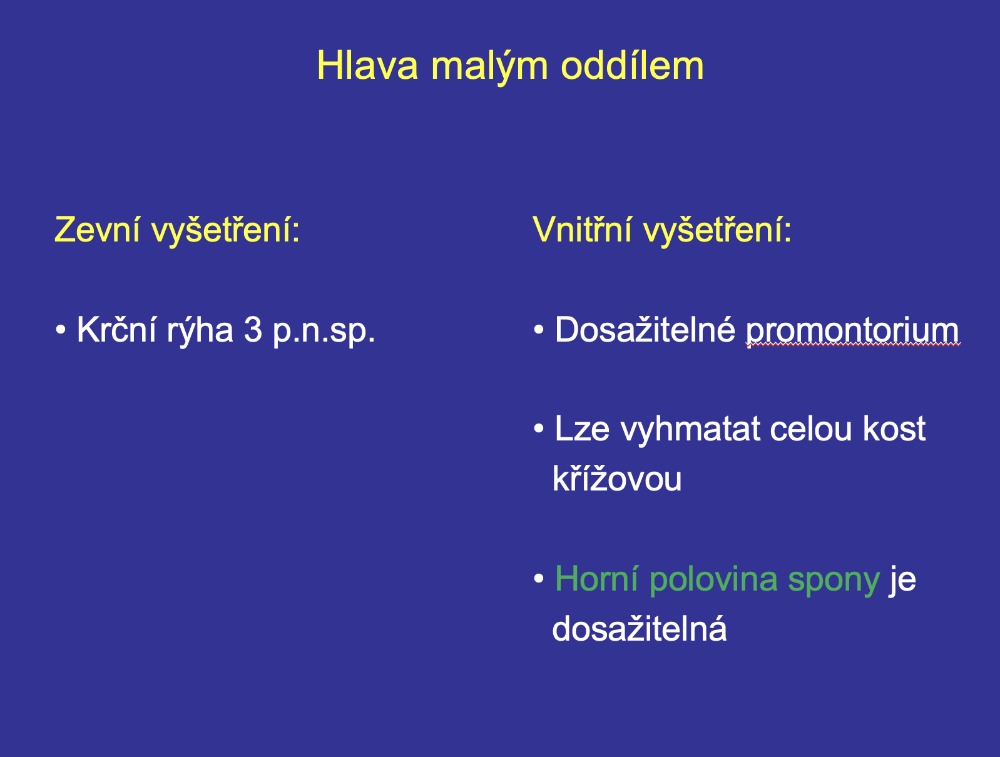 Hlava malým oddílem
Zevní vyšetření:
• Krční rýha 3 p.n.sp.
Vnitřní vyšetření:
• Dosažitelné promontorium
• Lze vyhmatat celou kost
křížovou
• Horní polovina spony je
dosažitelná